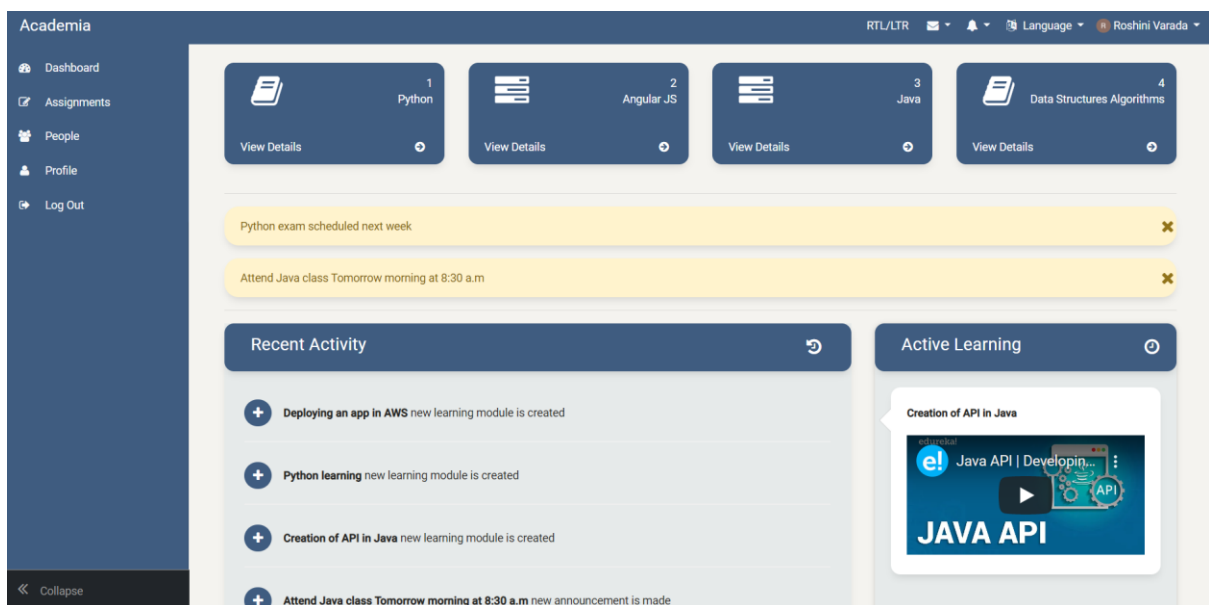 Academia
RTL/LTR
Language
Roshini Varada
Dashboard
Assignments
People
Profile
Log Out
Collapse
1
Python
View Details
2
Angular JS
View Details
3
Java
View Details
4
Data Structures Algorithms
View Details
Python exam scheduled next week
Attend Java class Tomorrow morning at 8:30 a.m
Recent Activity
Deploying an app in AWS new learning module is created
Python learning new learning module is created
Creation of API in Java new learning module is created
Attend Java class Tomorrow morning at 8:30 a.m new announcement is made
Active Learning
Creation of API in Java
edureka!
e! Java API | Developin...
API
JAVA API